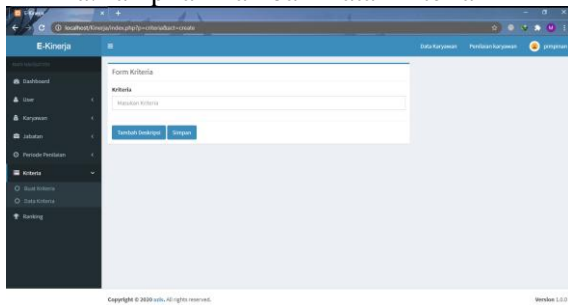 E-Kinerja
localhost/Kinerja/index.php?p=criteria&act=create
E-Kinerja
Data Karyawan
Penilaian karyawan
pimpinan
MAIN NAVIGATION
Dashboard
User
Karyawan
Jabatan
Periode Penilaian
Kriteria
Buat Kriteria
Data Kriteria
Ranking
Form Kriteria
Kriteria
Masukan Kriteria
Tambah Deskripsi
Simpan
Copyright © 2020
All rights reserved.
Version 1.0.0